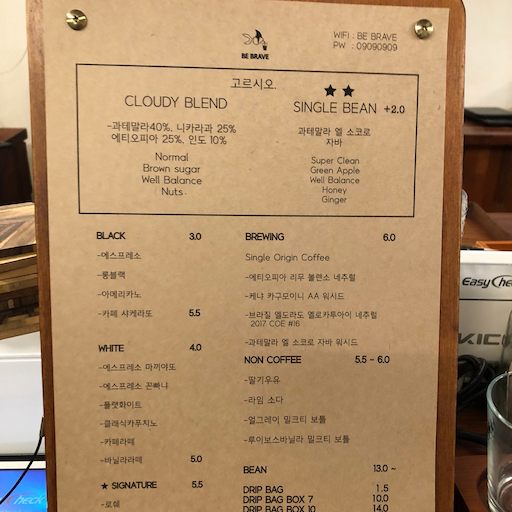 BE BRAVE
WIFI : BE BRAVE
PW : 09090909
고르시오.
CLOUDY BLEND
-과테말라40%, 니카라과 25%
에티오피아 25%, 인도 10%
Normal
Brown sugar
Well Balance
Nuts
★★
SINGLE BEAN +2.0
과테말라 엘 소코로
자바
Super Clean
Green Apple
Well Balance
Honey
Ginger
BLACK 3.0
-에스프레소
-롱블랙
-아메리카노
-카페 샤케라또 5.5
WHITE 4.0
-에스프레소 마끼야또
-에스프레소 꼰빠냐
-플랫화이트
-클래식카푸치노
-카페라떼
-바닐라라떼 5.0
★ SIGNATURE 5.5
-로쉐
BREWING 6.0
Single Origin Coffee
-에티오피아 리무 볼렌소 네추럴
-케냐 카구모이니 AA 워시드
-브라질 엘도라도 옐로카투아이 네추럴
2017 COE #16
-과테말라 엘 소코로 자바 워시드
NON COFFEE 5.5 - 6.0
-딸기우유
-라임 소다
-얼그레이 밀크티 보틀
-루이보스바닐라 밀크티 보틀
BEAN 13.0 ~
DRIP BAG 1.5
DRIP BAG BOX 7 10.0
DRIP BAG BOX 10 14.0
Easy Che